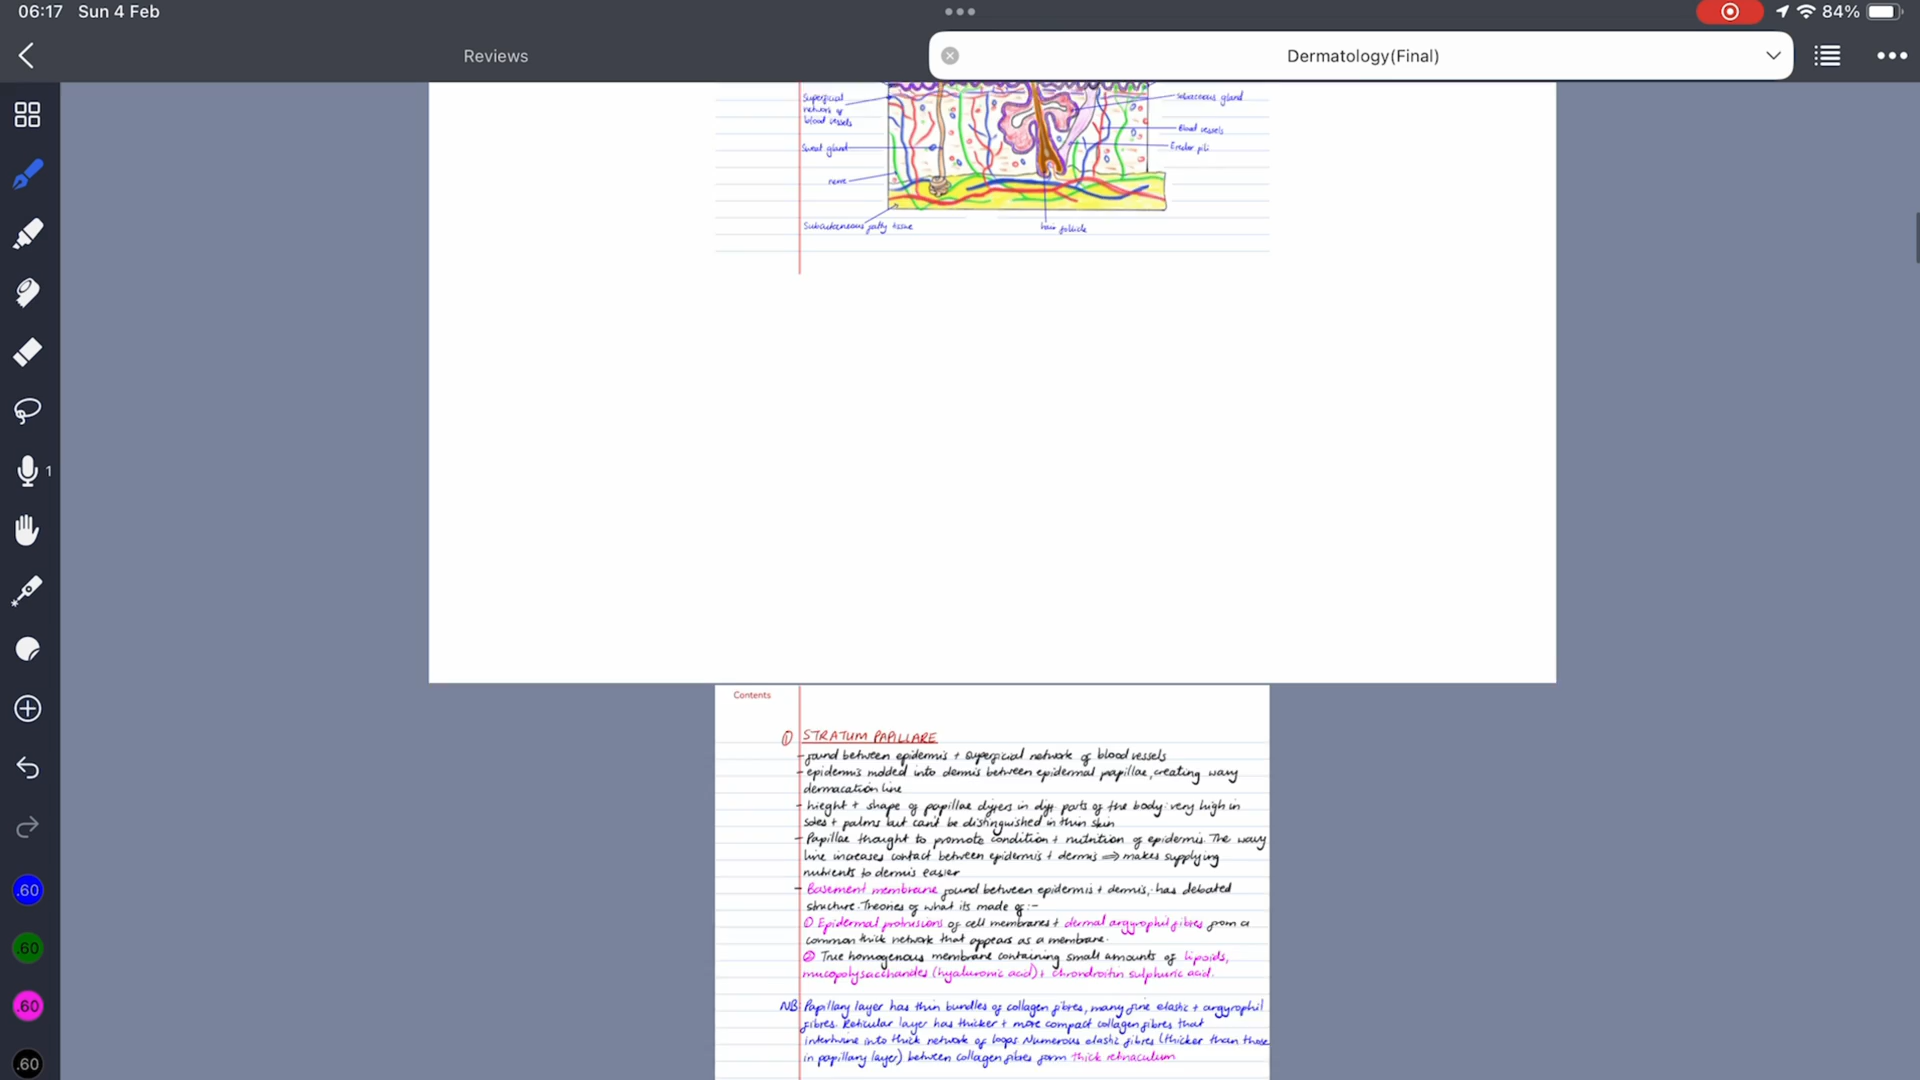 06:17 Sun 4 Feb
84%
Reviews
Dermatology(Final)
Superficial
network of
blood vessels
Sweat gland
nerve
Subcutaneous fatty tissue
Sebaceous gland
Blood vessels
Erector pili
hair follicle
1
.60
.60
.60
.60
Contents
① STRATUM PAPILLARE
- found between epidermis + superficial network of blood vessels
- epidermis molded into dermis between epidermal papillae, creating wavy
dermacation line
- hieght + shape of papillae differs in diff parts of the body: very high in
soles + palms but can't be distinguished in thin skin
- Papillae thought to promote condition + nutrition of epidermis. The wavy
line increases contact between epidermis + dermis ⇒ makes supplying
nutrients to dermis easier
- Basement membrane found between epidermis + dermis, has debated
structure. Theories of what its made of:-
① Epidermal protrusions of cell membranes + dermal argyrophil fibres form a
common thick network that appears as a membrane.
② True homogenous membrane containing small amounts of lipoids,
mucopolysaccharides (hyaluronic acid) + chrondroitin sulphuric acid.
NB: Papillary layer has thin bundles of collagen fibres, many fine elastic + argyrophil
fibres. Reticular layer has thicker + more compact collagen fibres that
intertwine into thick network of loops. Numerous elastic fibres (thicker than those
in papillary layer) between collagen fibres form thick retinaculum